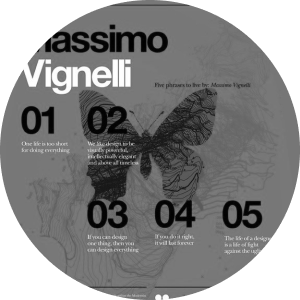 Massimo
Vignelli
Five phrases to live by: Massimo Vignelli
01
One life is too short
for doing everything
02
We like design to be
visually powerful,
intellectually elegant
and above all timeless
03
If you can design
one thing, then you
can design everything
04
If you do it right,
it will last forever
05
The life of a designer
is a life of fight
against the